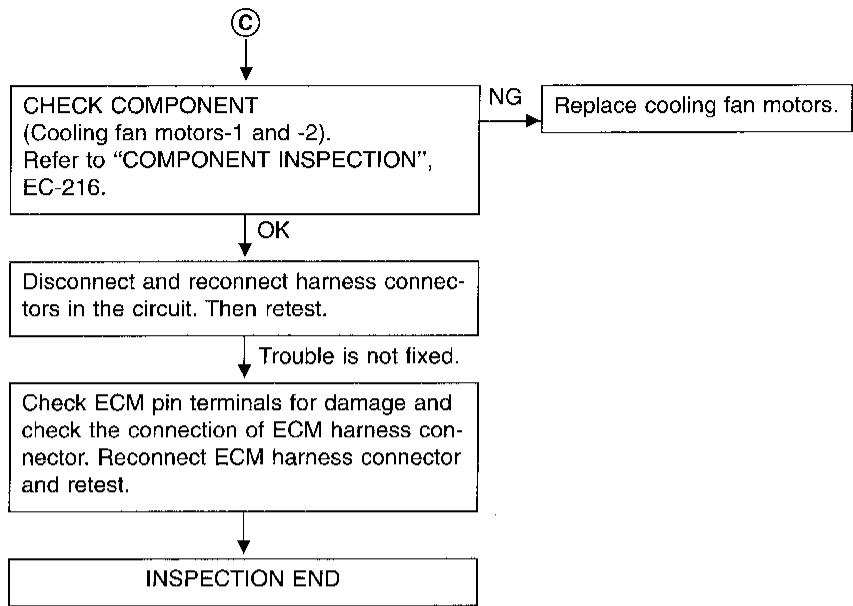 C
CHECK COMPONENT
(Cooling fan motors-1 and -2).
Refer to “COMPONENT INSPECTION”,
EC-216.
NG
Replace cooling fan motors.
OK
Disconnect and reconnect harness connec-
tors in the circuit. Then retest.
Trouble is not fixed.
Check ECM pin terminals for damage and
check the connection of ECM harness con-
nector. Reconnect ECM harness connector
and retest.
INSPECTION END